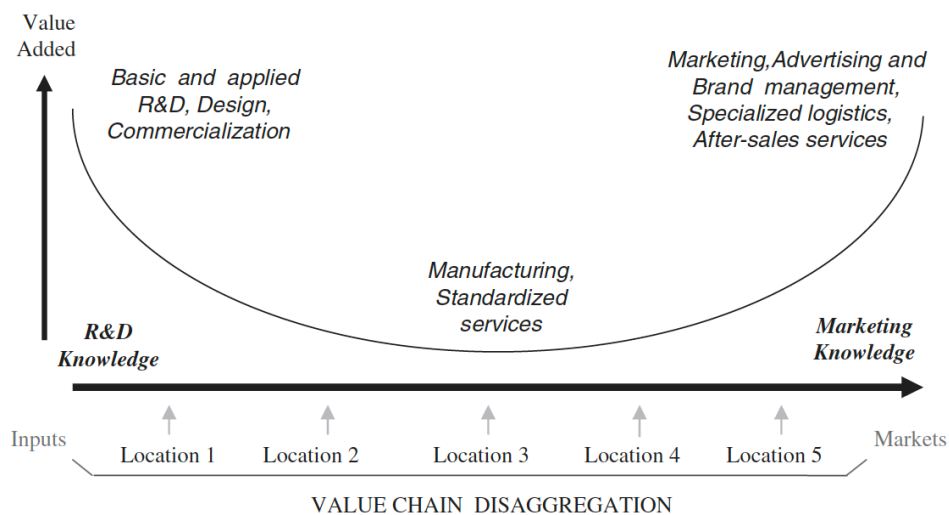 Value
Added
Basic and applied
R&D, Design,
Commercialization
Marketing,Advertising and
Brand management,
Specialized logistics,
After-sales services
Manufacturing,
Standardized
services
R&D
Knowledge
Marketing
Knowledge
Inputs
Location 1
Location 2
Location 3
Location 4
Location 5
Markets
VALUE CHAIN DISAGGREGATION